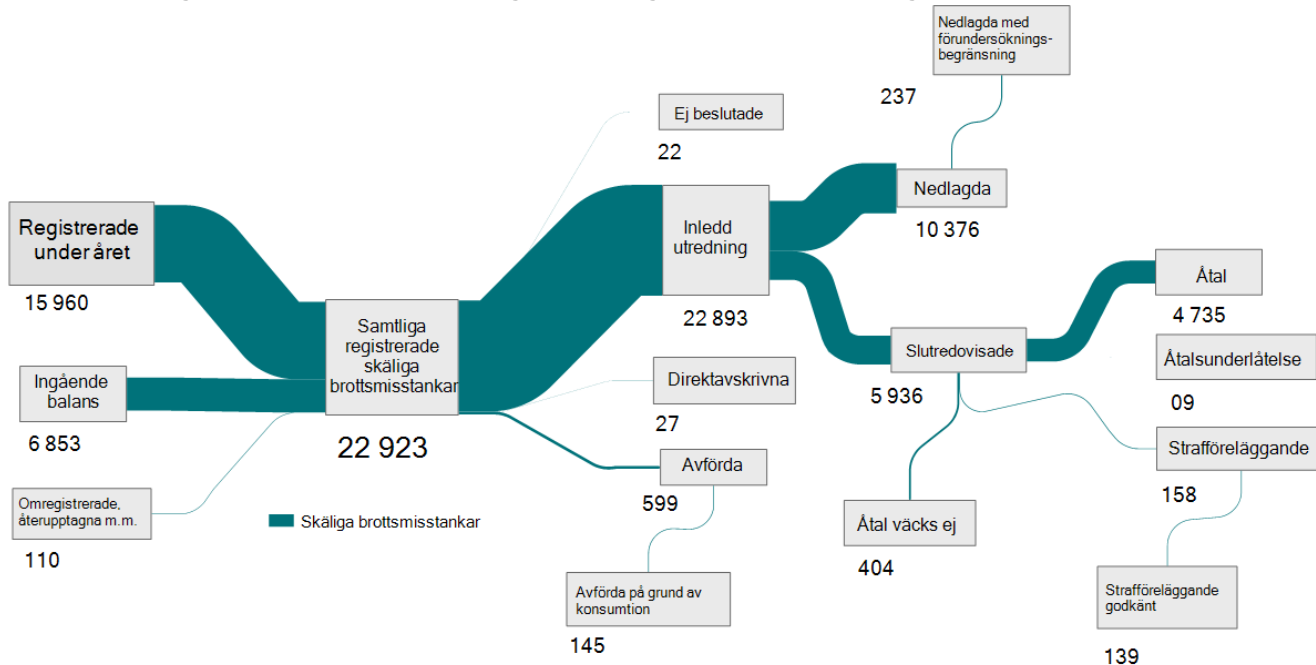 Nedlagda med
förundersöknings-
begränsning
237
Ej beslutade
22
Nedlagda
10 376
Registrerade
under året
15 960
Inledd
utredning
22 893
Åtal
4 735
Samtliga
registrerade
skäliga
brottsmisstankar
22 923
Slutredovisade
5 936
Åtalsunderlåtelse
09
Ingående
balans
6 853
Direktavskrivna
27
Avförda
599
Strafföreläggande
158
Omregistrerade,
återupptagna m.m.
110
Skäliga brottsmisstankar
Åtal väcks ej
404
Avförda på grund av
konsumtion
145
Strafföreläggande
godkänt
139